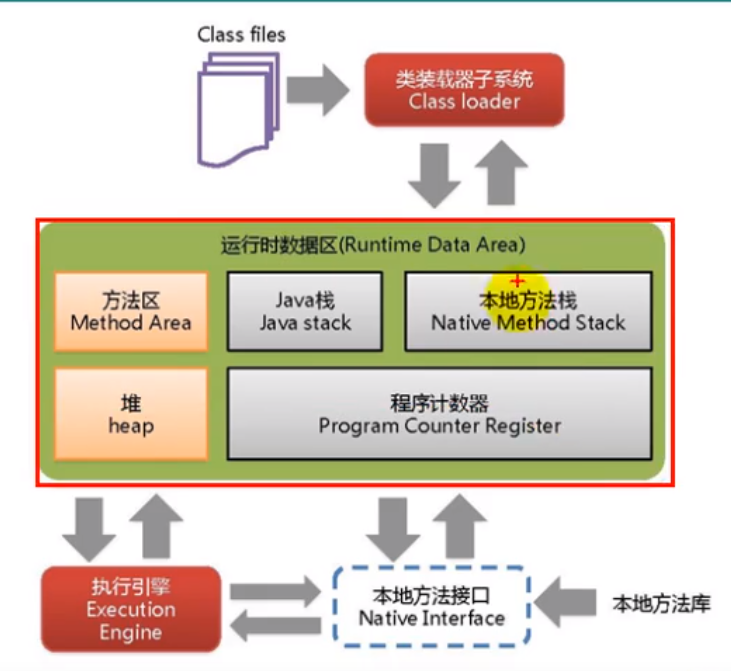 Class files
类装载器子系统
Class loader
运行时数据区(Runtime Data Area)
方法区
Method Area
Java栈
Java stack
本地方法栈
Native Method Stack
堆
heap
程序计数器
Program Counter Register
执行引擎
Execution
Engine
本地方法接口
Native Interface
本地方法库